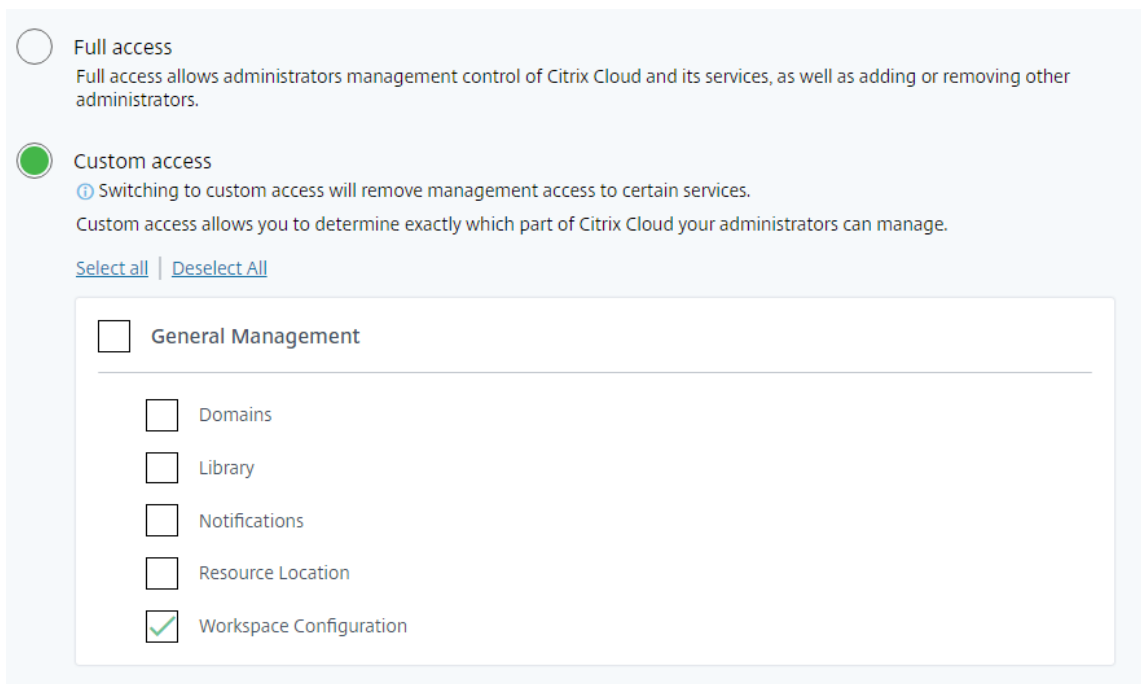 Full access
Full access allows administrators management control of Citrix Cloud and its services, as well as adding or removing other
administrators.
Custom access
Switching to custom access will remove management access to certain services.
Custom access allows you to determine exactly which part of Citrix Cloud your administrators can manage.
Select all | Deselect All
General Management
Domains
Library
Notifications
Resource Location
Workspace Configuration